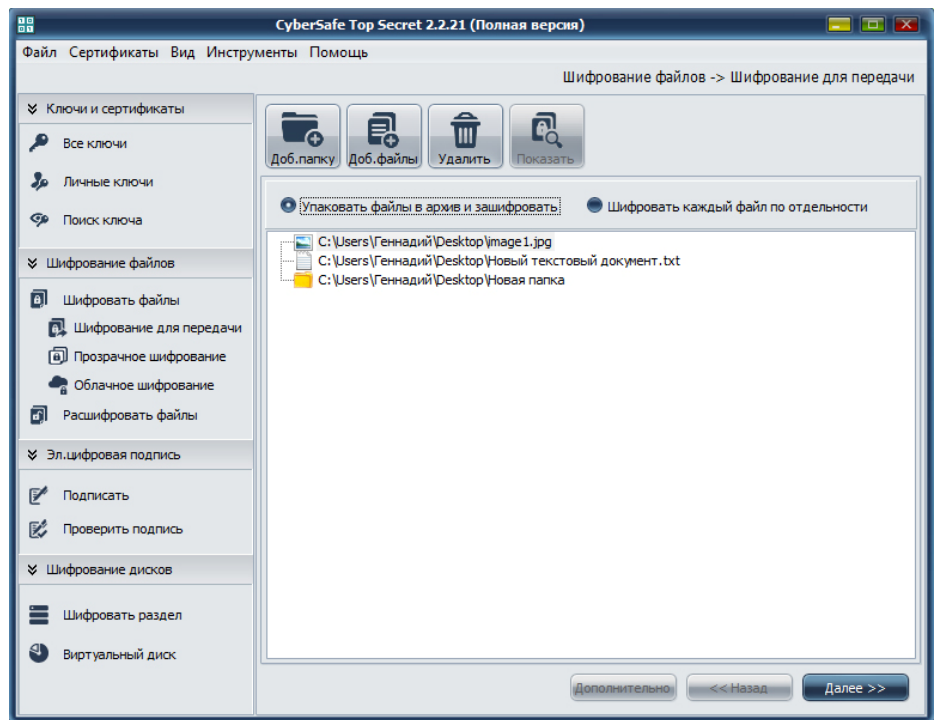 CyberSafe Top Secret 2.2.21 (Полная версия)
Файл Сертификаты Вид Инструменты Помощь
Шифрование файлов -> Шифрование для передачи
Ключи и сертификаты
Все ключи
Личные ключи
Поиск ключа
Шифрование файлов
Шифровать файлы
Шифрование для передачи
Прозрачное шифрование
Облачное шифрование
Расшифровать файлы
Эл.цифровая подпись
Подписать
Проверить подпись
Шифрование дисков
Шифровать раздел
Виртуальный диск
Доб.папку Доб.файлы Удалить Показать
Упаковать файлы в архив и зашифровать Шифровать каждый файл по отдельности
C:\Users\Геннадий\Desktop\image1.jpg
C:\Users\Геннадий\Desktop\Новый текстовый документ.txt
C:\Users\Геннадий\Desktop\Новая папка
Дополнительно << Назад Далее >>